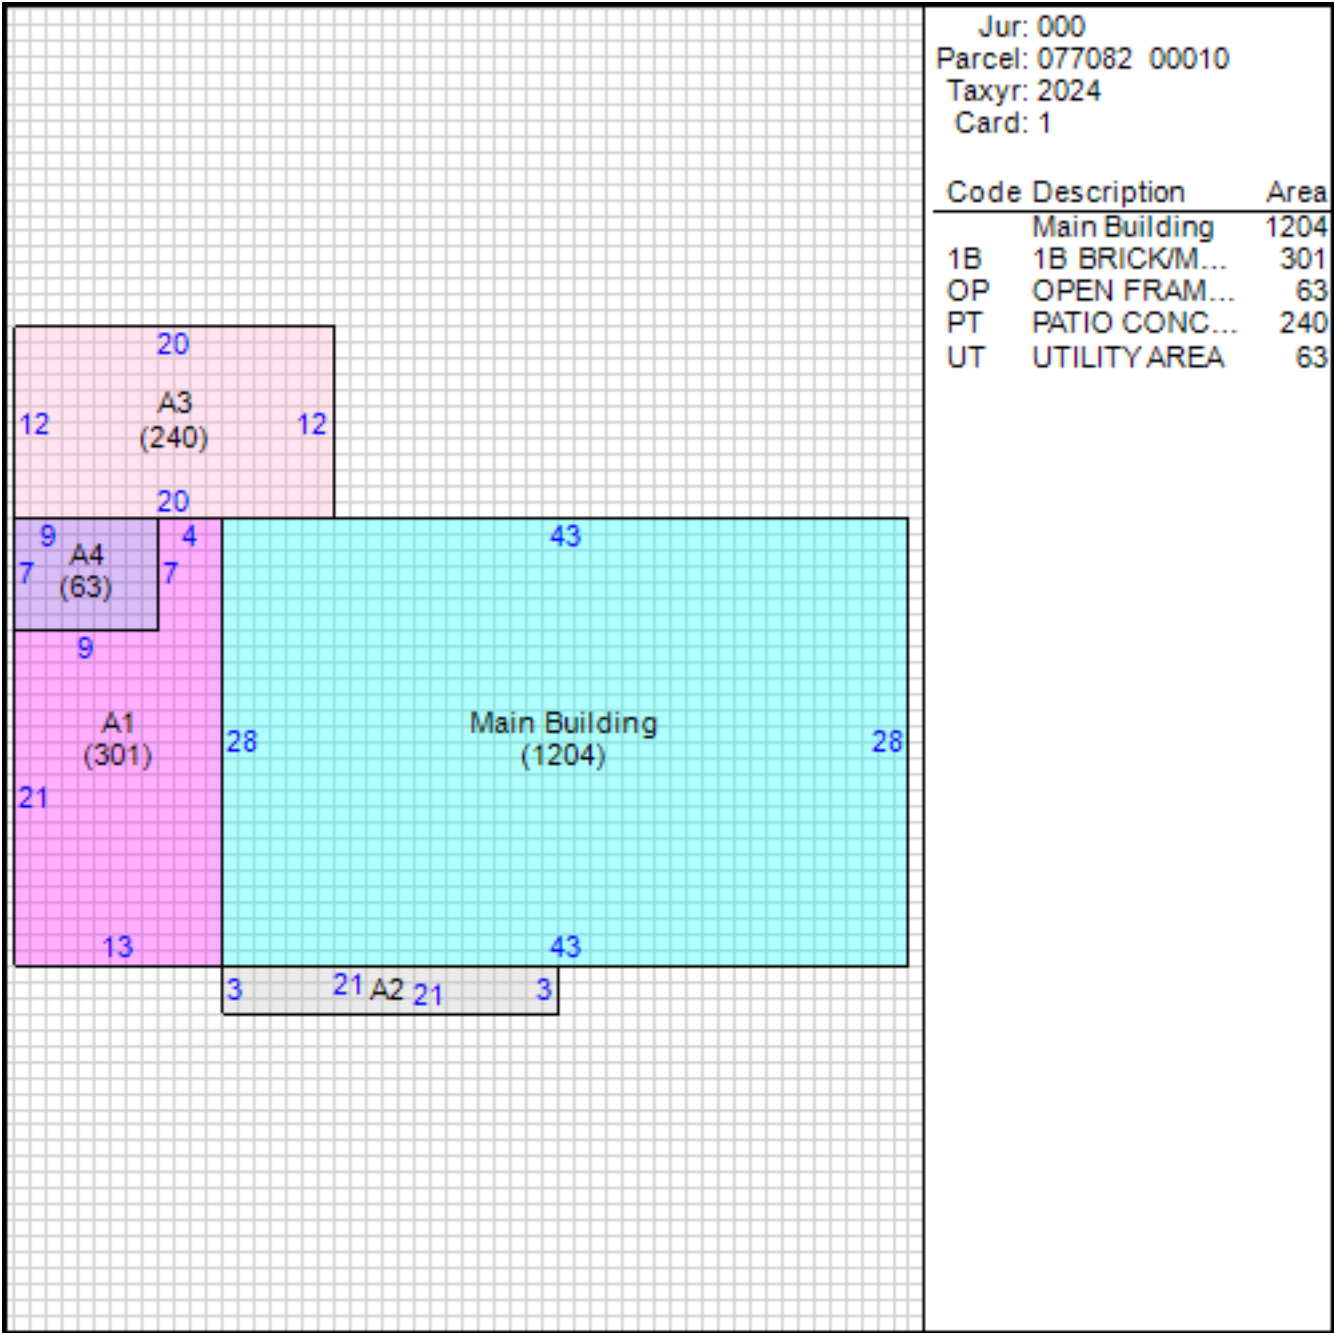 Jur: 000
Parcel: 077082 00010
Taxyr: 2024
Card: 1
Code Description Area
Main Building 1204
1B 1B BRICK/M... 301
OP OPEN FRAM... 63
PT PATIO CONC... 240
UT UTILITY AREA 63
20
A3
12 12
(240)
20
9 4 43
A4
7 7
(63)
9
A1 Main Building
28 28
(301) (1204)
21
13 43
3 21 A2 21 3